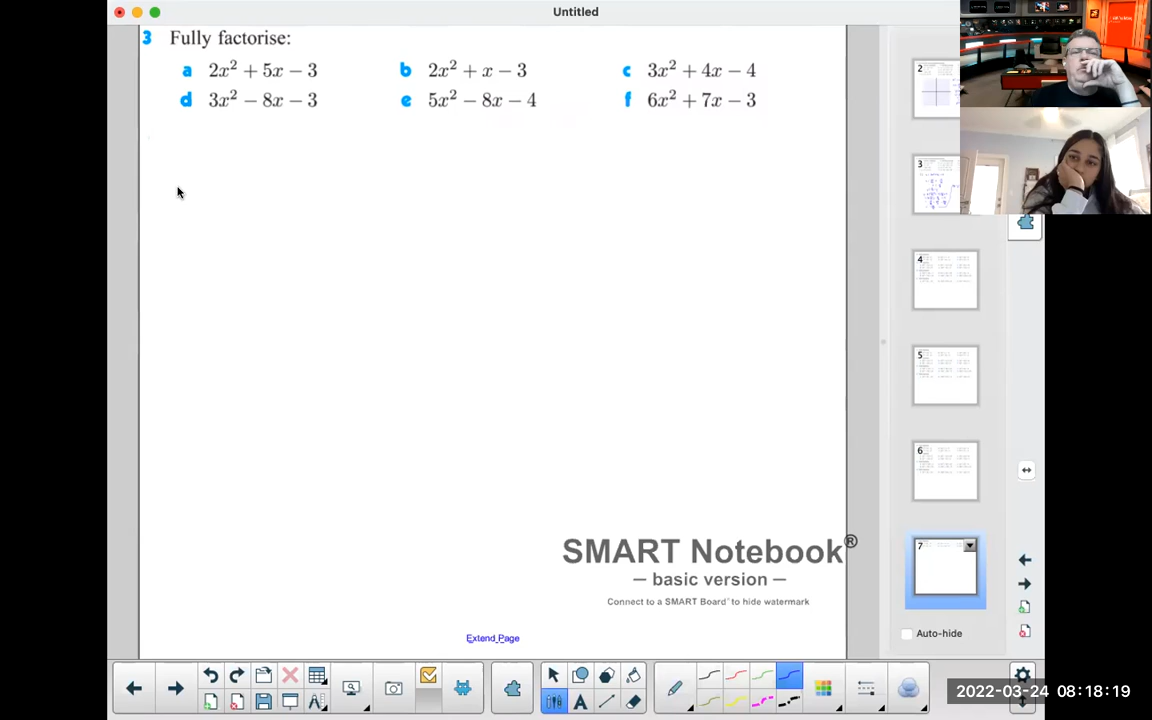 Untitled
3 Fully factorise:
a 2x² + 5x − 3 b 2x² + x − 3 c 3x² + 4x − 4
d 3x² − 8x − 3 e 5x² − 8x − 4 f 6x² + 7x − 3
2
3
4
5
6
7
SMART Notebook®
— basic version —
Connect to a SMART Board™ to hide watermark
Extend Page
Auto-hide
2022-03-24 08:18:19